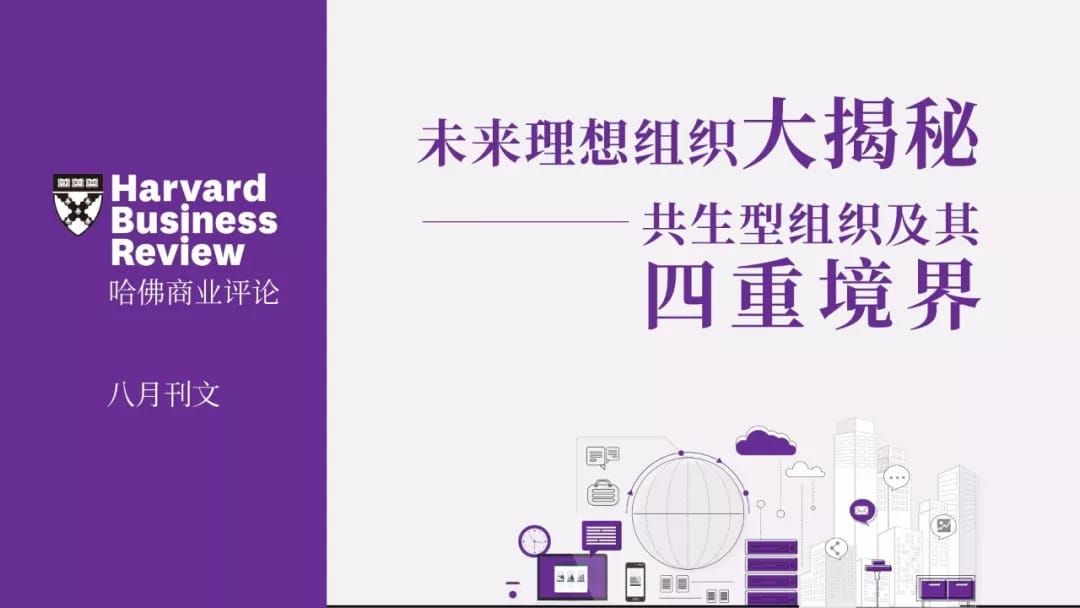 Harvard
Business
Review
哈佛商业评论
八月刊文
未来理想组织大揭秘
共生型组织及其
四重境界